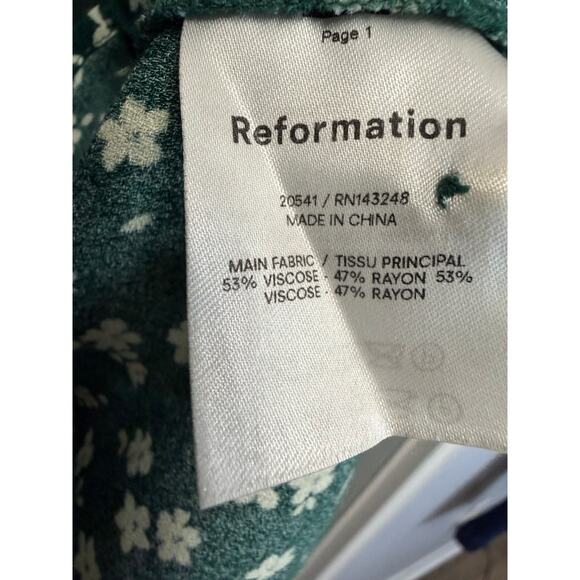 Page 1
Reformation
20541 / RN143248
MADE IN CHINA
MAIN FABRIC / TISSU PRINCIPAL
53% VISCOSE - 47% RAYON 53%
VISCOSE - 47% RAYON